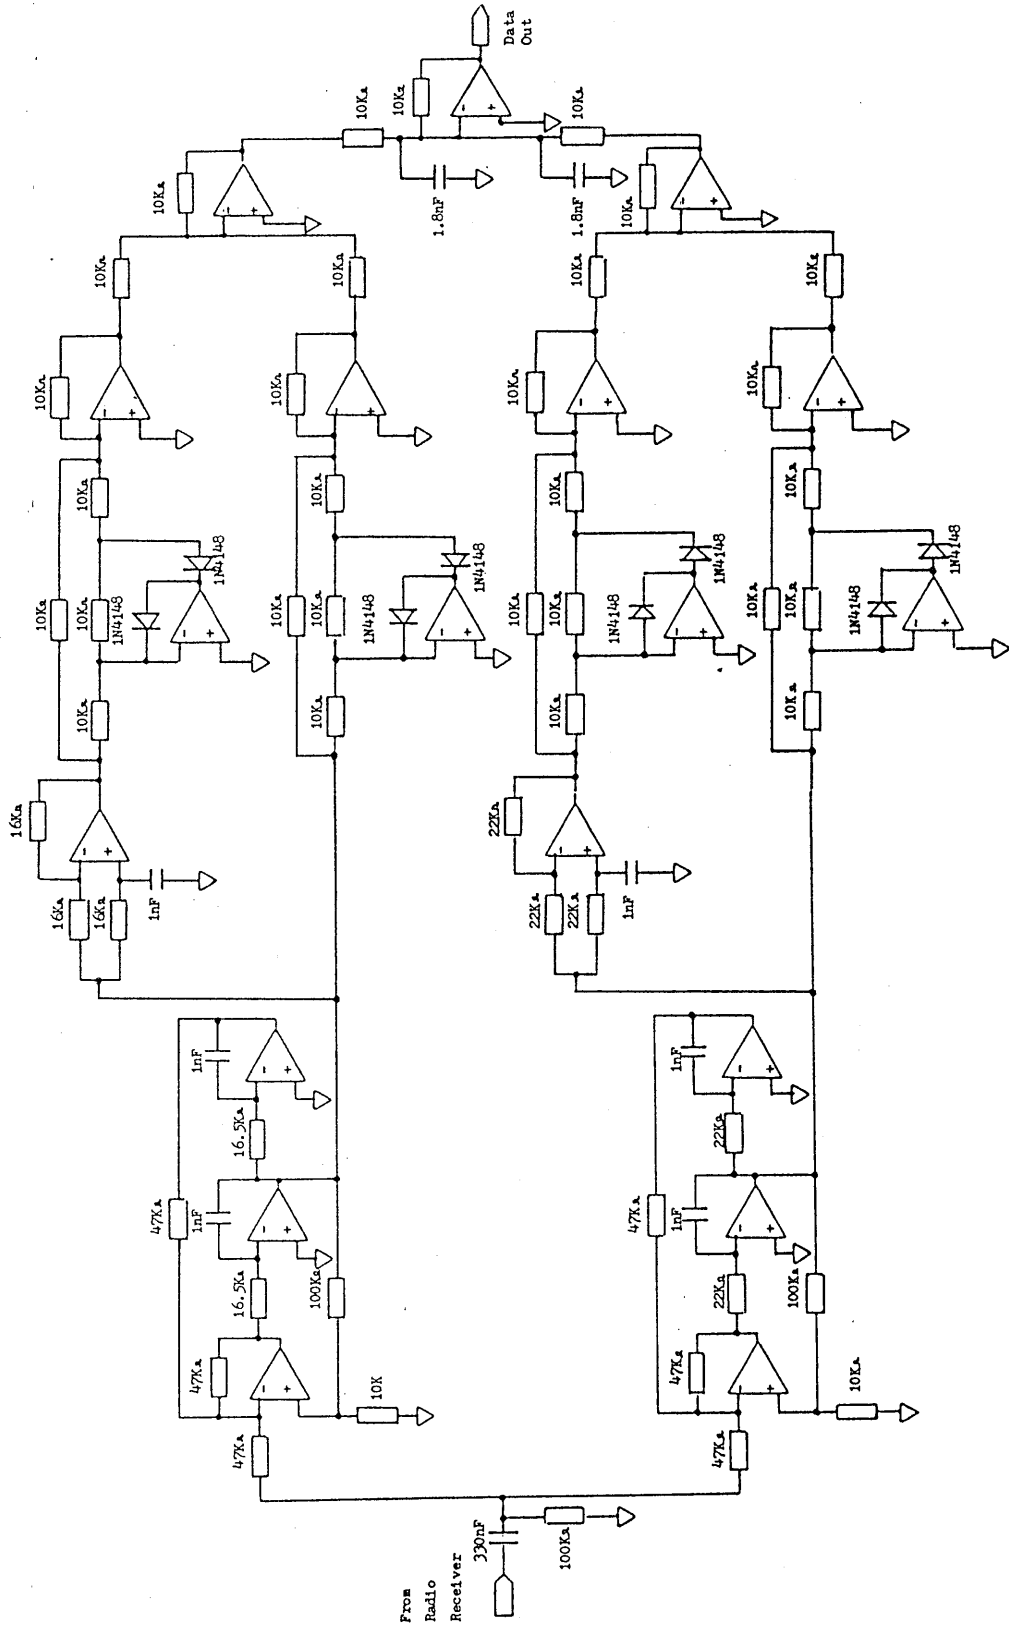 From
Radio
Receiver
330nF
100KΩ
47KΩ
47KΩ
47KΩ
16.5KΩ
1nF
16.5KΩ
1nF
100KΩ
10K
-
+
-
+
-
+
47KΩ
47KΩ
47KΩ
22KΩ
1nF
22KΩ
1nF
100KΩ
10KΩ
-
+
-
+
-
+
16KΩ
16KΩ
16KΩ
1nF
-
+
10KΩ
10KΩ
10KΩ
10KΩ
1N4148
1N4148
-
+
10KΩ
-
+
10KΩ
10KΩ
10KΩ
10KΩ
10KΩ
1N4148
1N4148
-
+
10KΩ
-
+
10KΩ
10KΩ
-
+
22KΩ
22KΩ
22KΩ
1nF
-
+
10KΩ
10KΩ
10KΩ
10KΩ
1N4148
1N4148
-
+
10KΩ
-
+
10KΩ
10KΩ
10KΩ
10KΩ
10KΩ
1N4148
1N4148
-
+
10KΩ
-
+
10KΩ
10KΩ
-
+
10KΩ
1.8nF
1.8nF
10KΩ
10KΩ
-
+
Data
Out